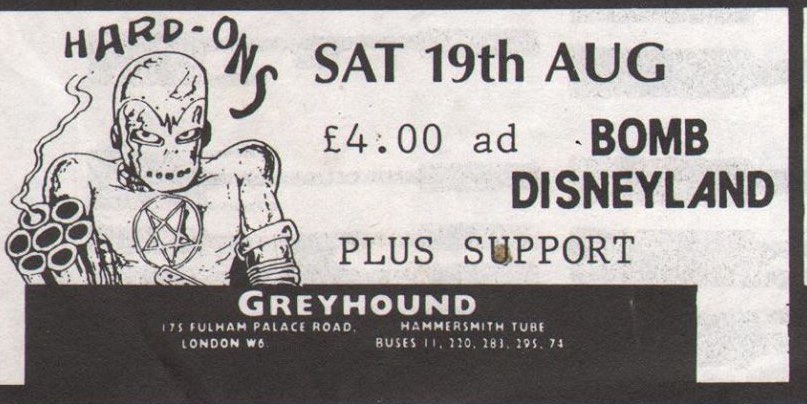 HARD-ONS
SAT 19th AUG
£4.00 ad BOMB
DISNEYLAND
PLUS SUPPORT
GREYHOUND
175 FULHAM PALACE ROAD, HAMMERSMITH TUBE
LONDON W6. BUSES 11, 220, 283, 295, 74